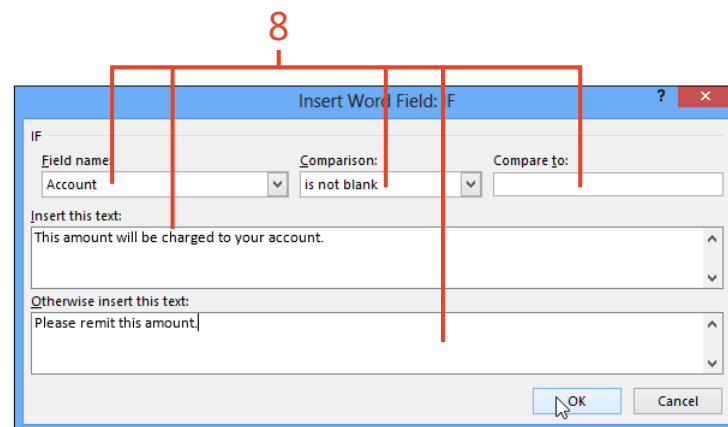 8
Insert Word Field: IF
? ×
IF
Field name: Comparison: Compare to:
Account is not blank
Insert this text:
This amount will be charged to your account.
Otherwise insert this text:
Please remit this amount.
OK Cancel